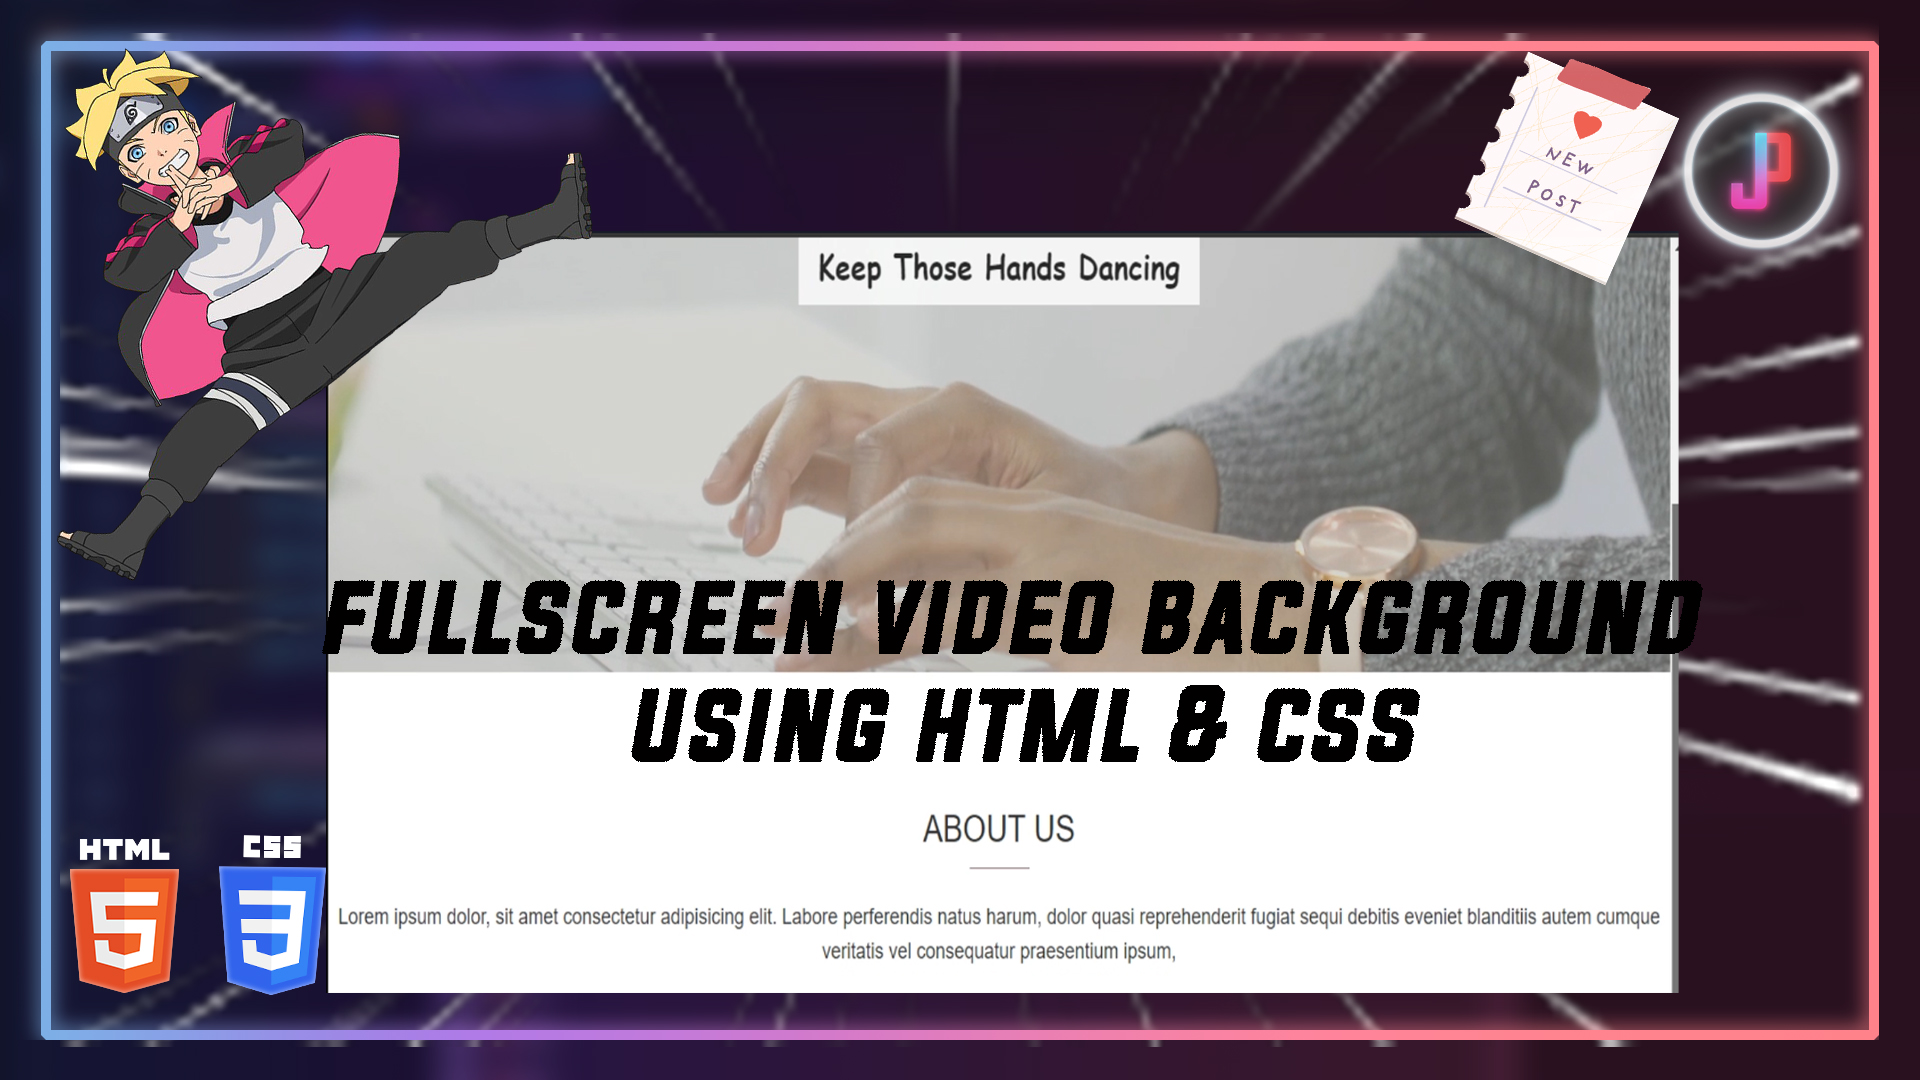 NEW
POST
JP
Keep Those Hands Dancing
FULLSCREEN VIDEO BACKGROUND
USING HTML & CSS
ABOUT US
Lorem ipsum dolor, sit amet consectetur adipisicing elit. Labore perferendis natus harum, dolor quasi reprehenderit fugiat sequi debitis eveniet blanditiis autem cumque
veritatis vel consequatur praesentium ipsum,
HTML
5
CSS
3